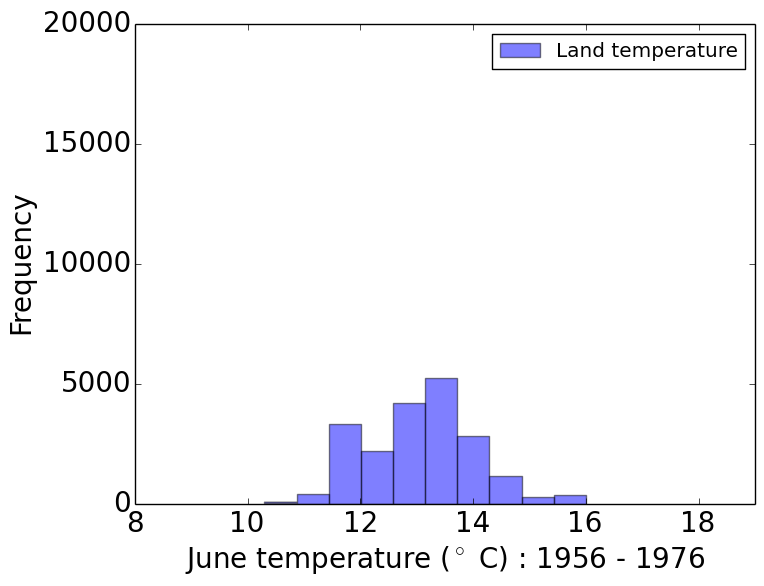 20000
Land temperature
15000
Frequency
10000
5000
0
8 10 12 14 16 18
June temperature (° C) : 1956 - 1976